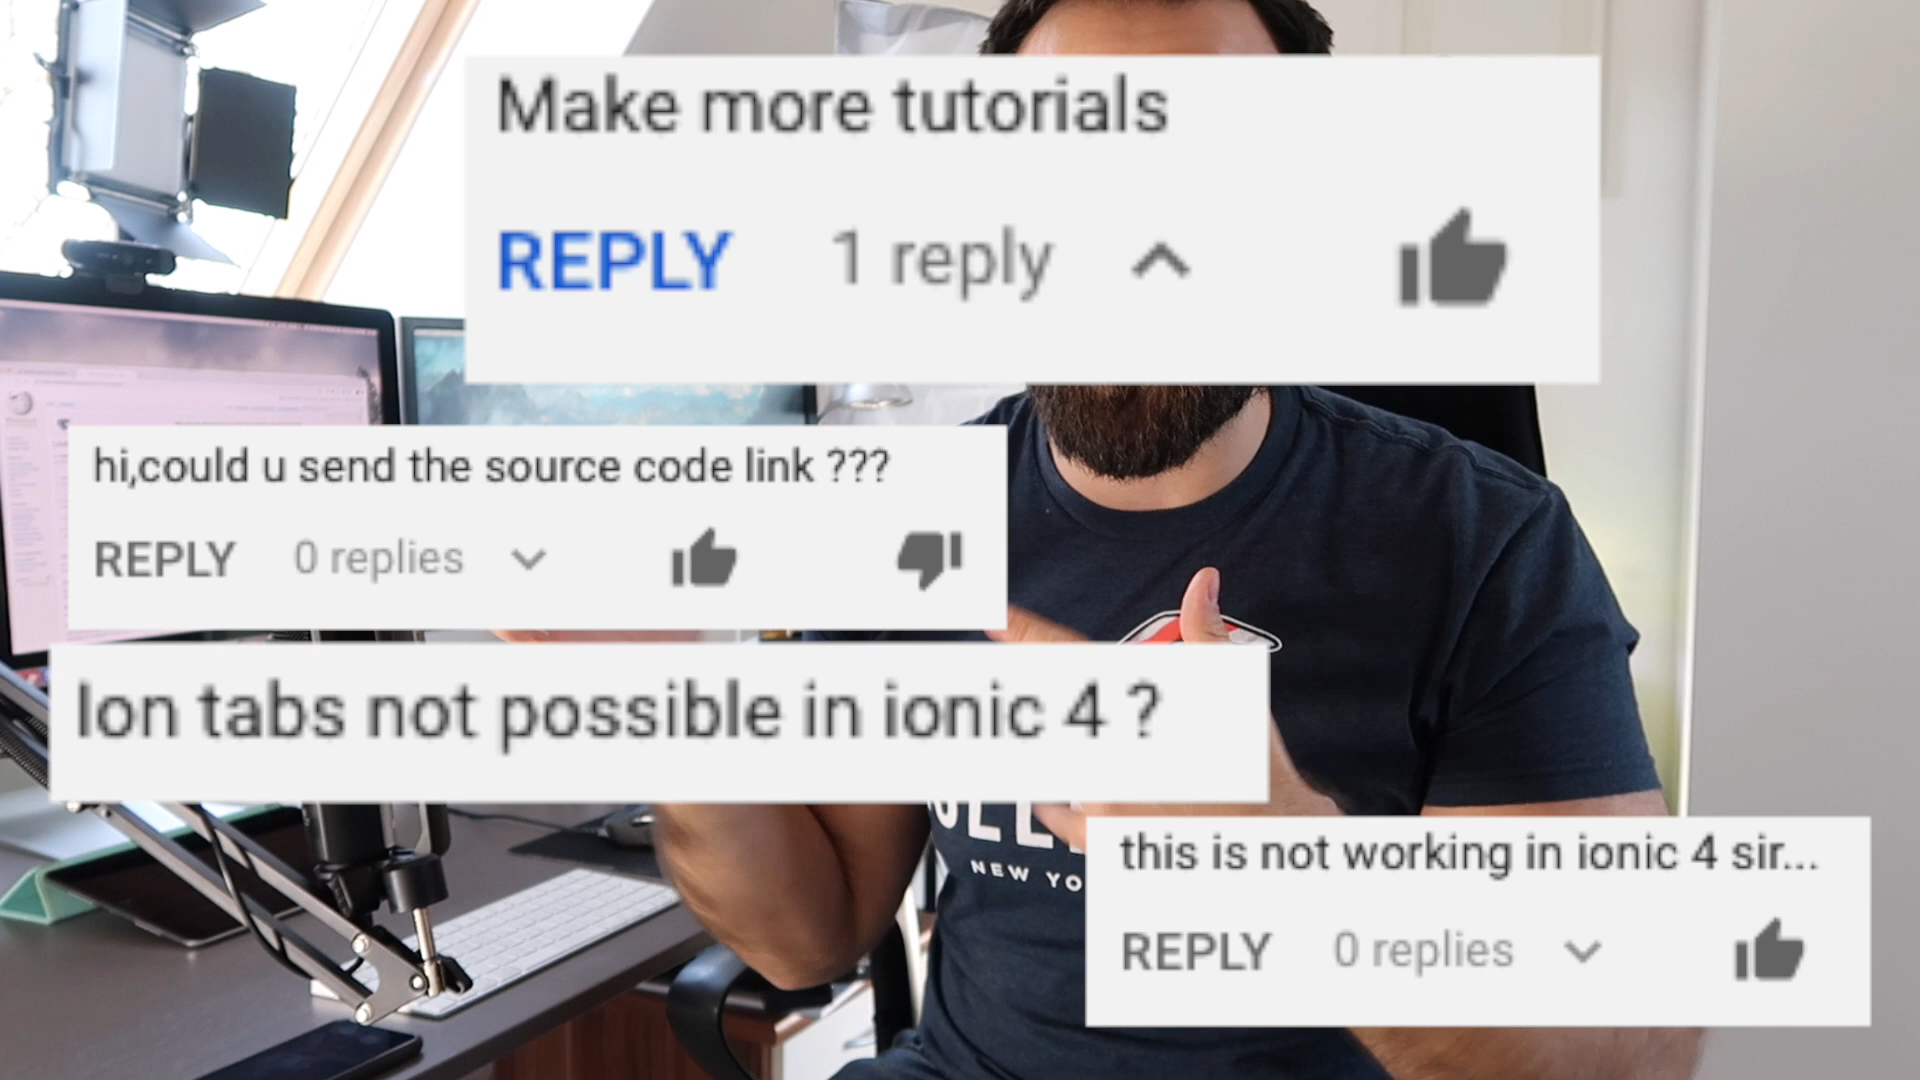 Make more tutorials
REPLY 1 reply
hi,could u send the source code link ???
REPLY 0 replies
Ion tabs not possible in ionic 4 ?
NEW YO
this is not working in ionic 4 sir...
REPLY 0 replies